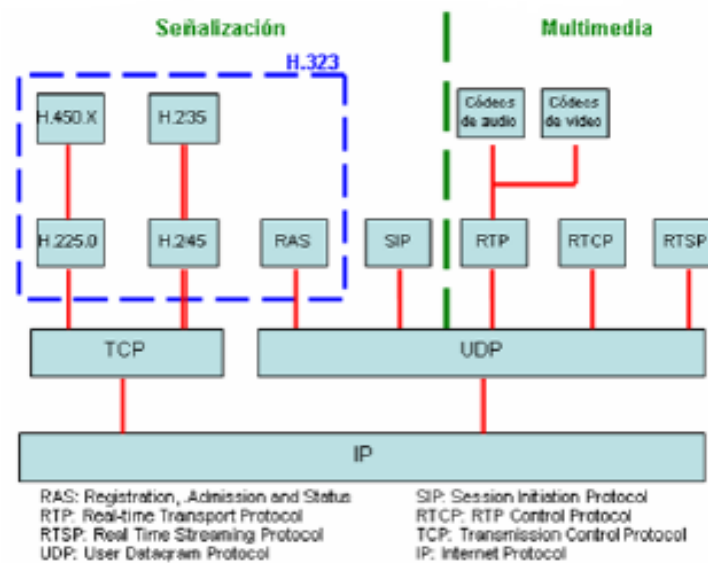 Señalización
Multimedia
H.323
H.450.X
H.235
Códecs
de audio
Códecs
de vídeo
H.225.0
H.245
RAS
SIP
RTP
RTCP
RTSP
TCP
UDP
IP
RAS: Registration, Admission and Status
SIP: Session Initiation Protocol
RTP: Real-time Transport Protocol
RTCP: RTP Control Protocol
RTSP: Real Time Streaming Protocol
TCP: Transmission Control Protocol
UDP: User Datagram Protocol
IP: Internet Protocol